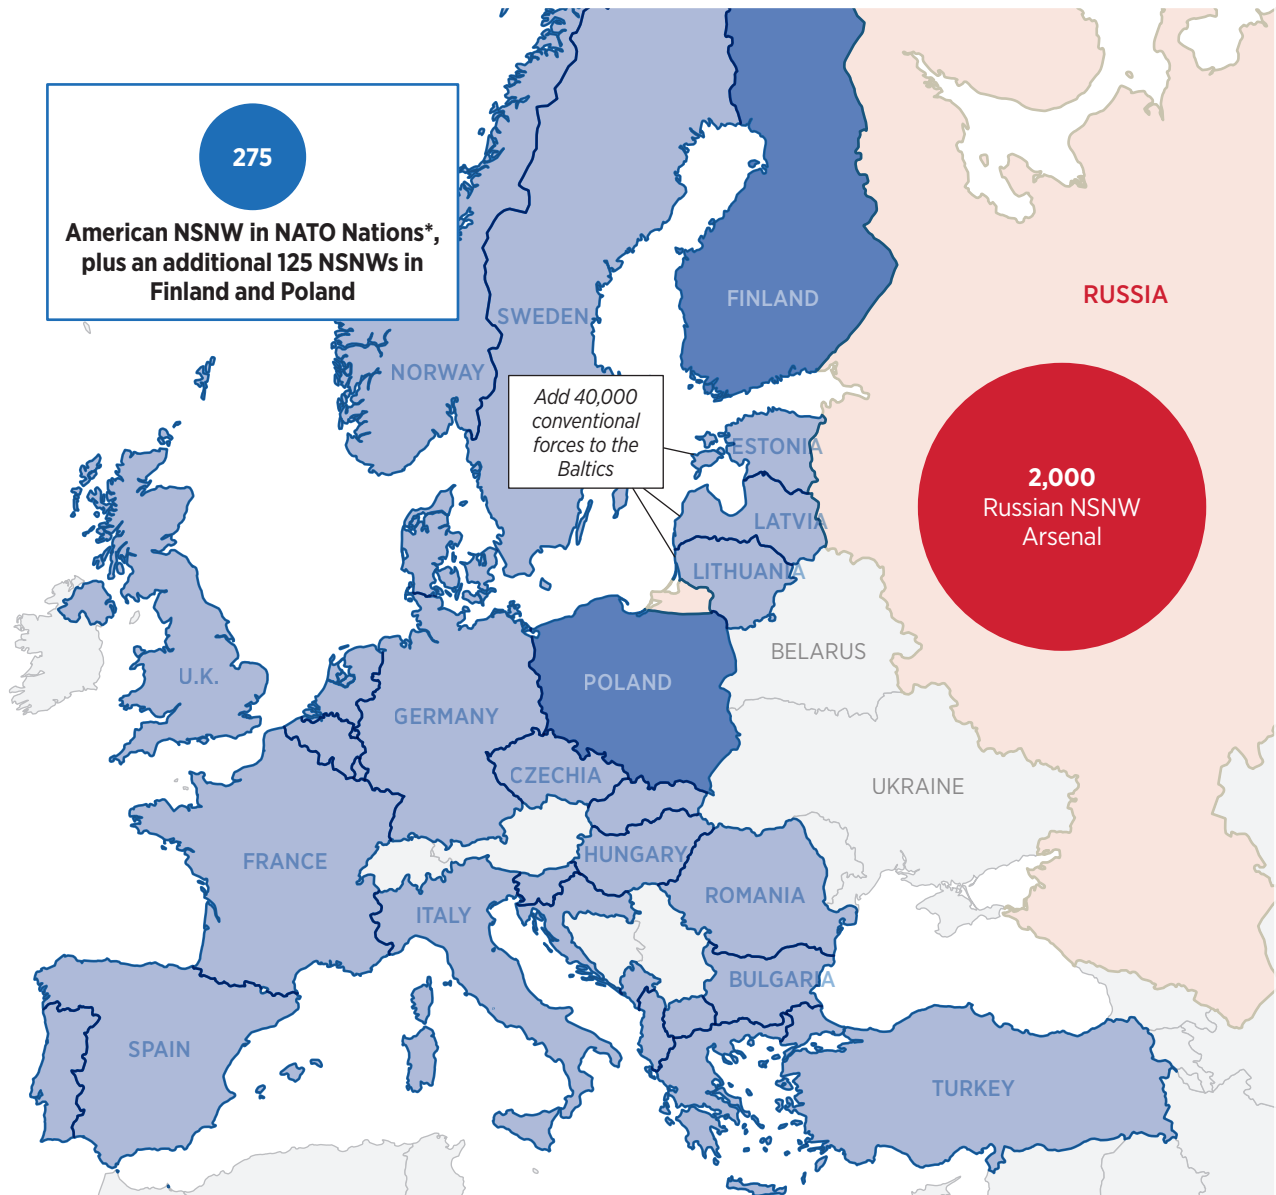 275
American NSNW in NATO Nations*,
plus an additional 125 NSNWs in
Finland and Poland
FINLAND
RUSSIA
SWEDEN
NORWAY
Add 40,000
conventional
forces to the
Baltics
ESTONIA
2,000
Russian NSNW
Arsenal
LATVIA
LITHUANIA
BELARUS
U.K.
POLAND
GERMANY
CZECHIA
UKRAINE
FRANCE
HUNGARY
ROMANIA
ITALY
BULGARIA
SPAIN
TURKEY